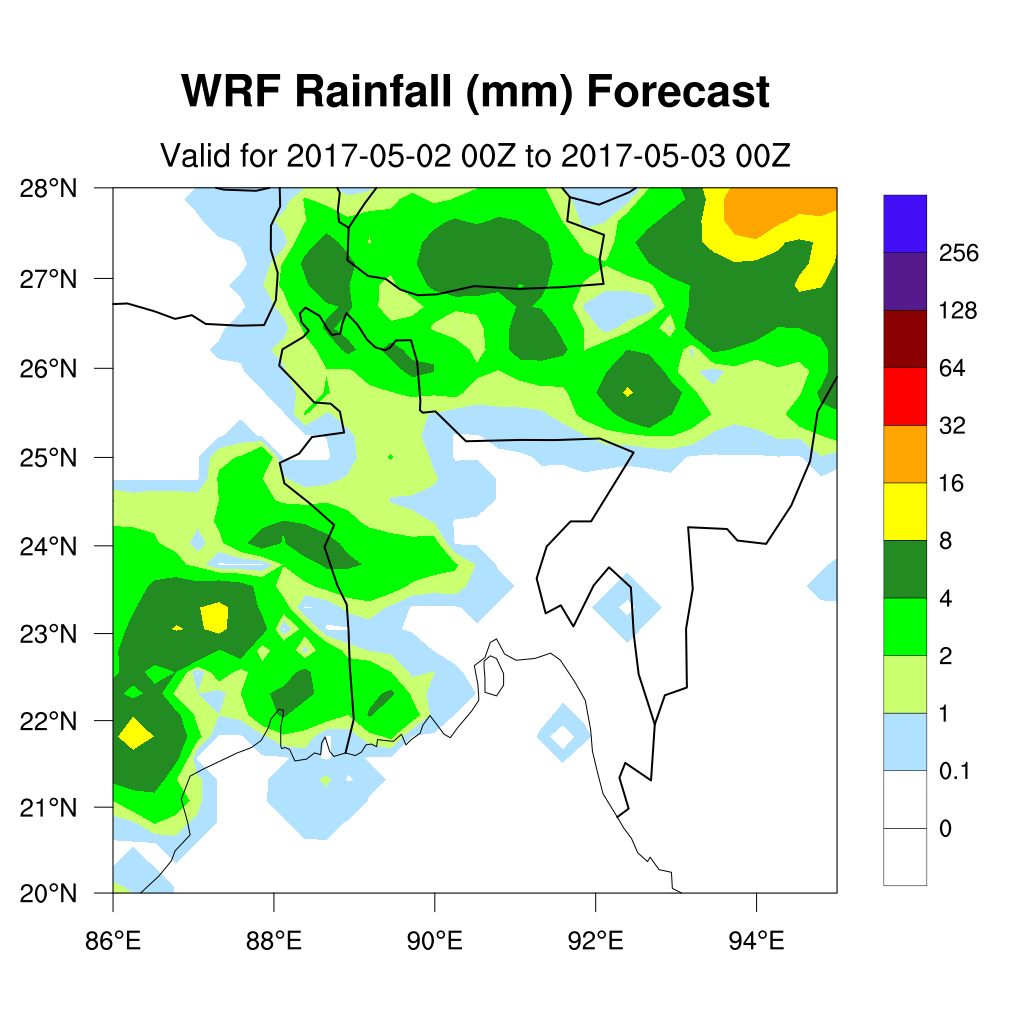 WRF Rainfall (mm) Forecast
Valid for 2017-05-02 00Z to 2017-05-03 00Z
28°N
27°N
26°N
25°N
24°N
23°N
22°N
21°N
20°N
86°E 88°E 90°E 92°E 94°E
256
128
64
32
16
8
4
2
1
0.1
0